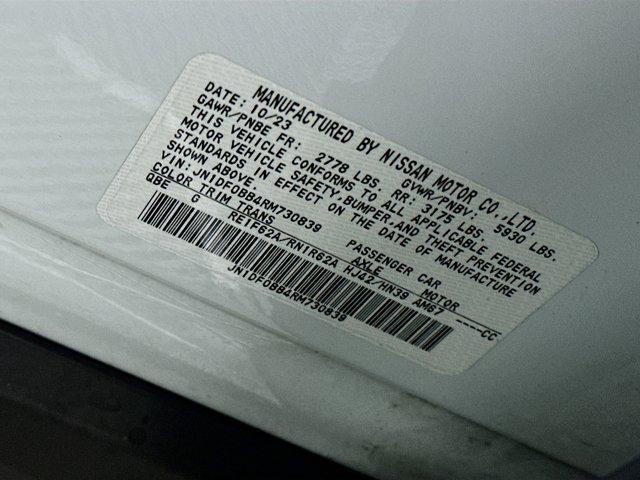 MANUFACTURED BY NISSAN MOTOR CO.,LTD.
DATE: 10/23 GVWR/PNBV: 5930 LBS.
GAWR/PNBE FR: 2778 LBS. RR: 3175 LBS.
THIS VEHICLE CONFORMS TO ALL APPLICABLE FEDERAL
MOTOR VEHICLE SAFETY,BUMPER,AND THEFT PREVENTION
STANDARDS IN EFFECT ON THE DATE OF MANUFACTURE
SHOWN ABOVE.
VIN: JN1DF0BB4RM730839 PASSENGER CAR
COLOR TRIM TRANS AXLE MOTOR
QBE G RE1F62A/RN1R62A HJ42/HN38 AM67 ----CC
JN1DF0BB4RM730839